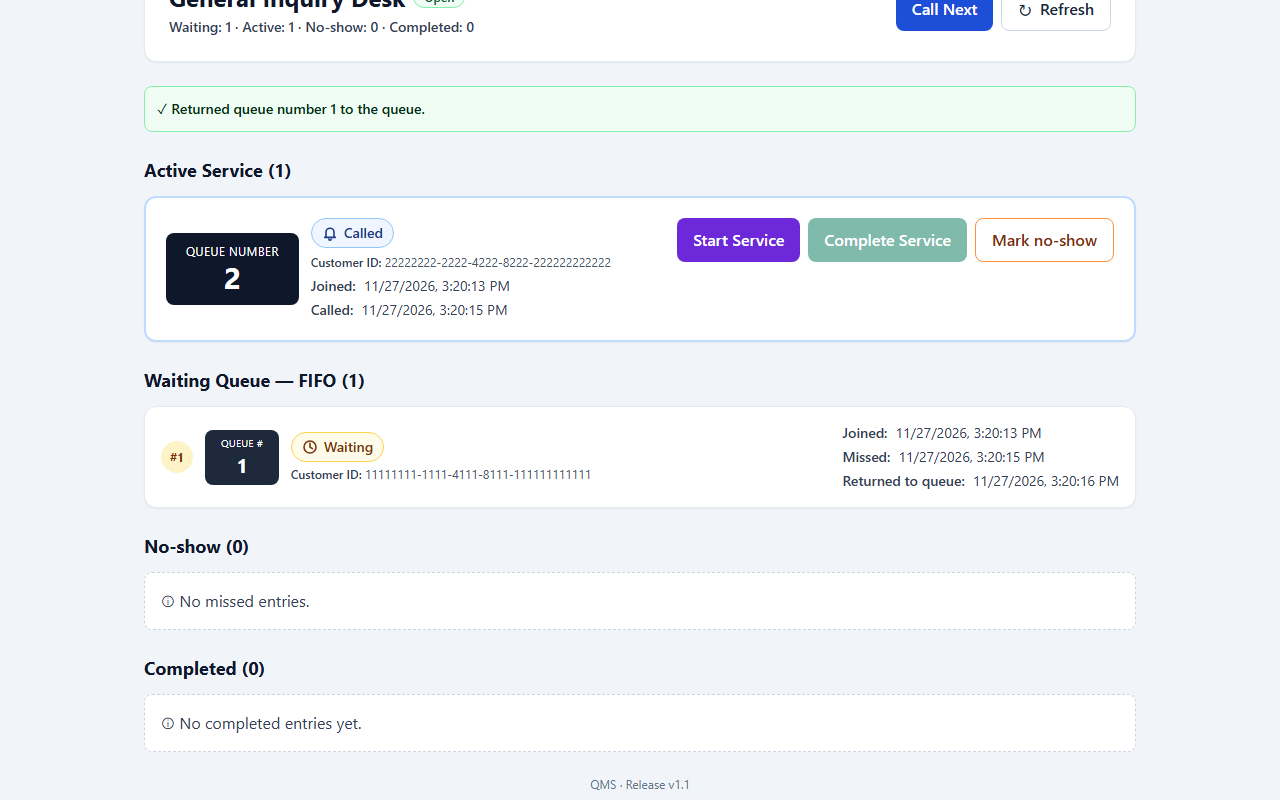 General Inquiry Desk Open
Waiting: 1 · Active: 1 · No-show: 0 · Completed: 0
Call Next
↻ Refresh
✓ Returned queue number 1 to the queue.
Active Service (1)
QUEUE NUMBER
2
Called
Customer ID: 22222222-2222-4222-8222-222222222222
Joined: 11/27/2026, 3:20:13 PM
Called: 11/27/2026, 3:20:15 PM
Start Service
Complete Service
Mark no-show
Waiting Queue — FIFO (1)
#1
QUEUE #
1
Waiting
Customer ID: 11111111-1111-4111-8111-111111111111
Joined: 11/27/2026, 3:20:13 PM
Missed: 11/27/2026, 3:20:15 PM
Returned to queue: 11/27/2026, 3:20:16 PM
No-show (0)
ⓘ No missed entries.
Completed (0)
ⓘ No completed entries yet.
QMS · Release v1.1